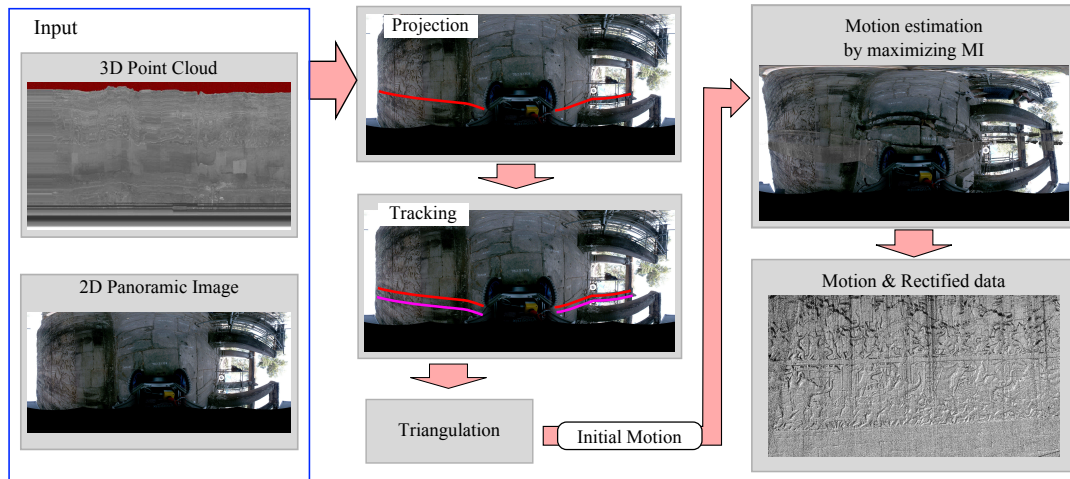 Input
3D Point Cloud
2D Panoramic Image
Projection
Tracking
Triangulation
Initial Motion
Motion estimation
by maximizing MI
Motion & Rectified data